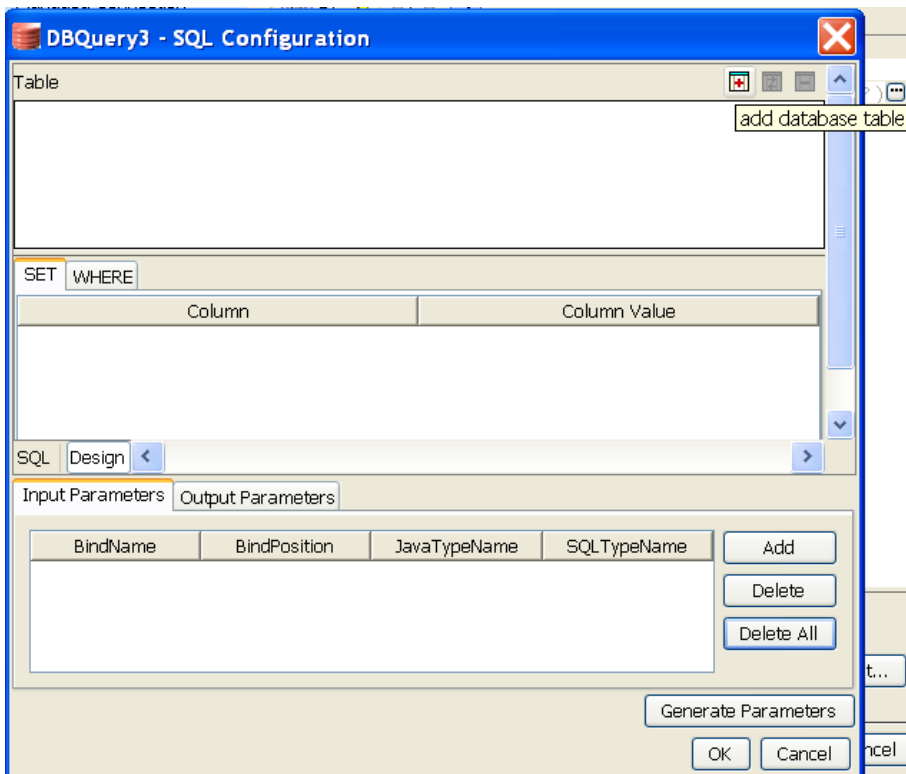 DBQuery3 - SQL Configuration
Table
add database table
SET WHERE
Column Column Value
SQL Design
Input Parameters Output Parameters
BindName BindPosition JavaTypeName SQLTypeName
Add
Delete
Delete All
t...
Generate Parameters
OK Cancel
ncel